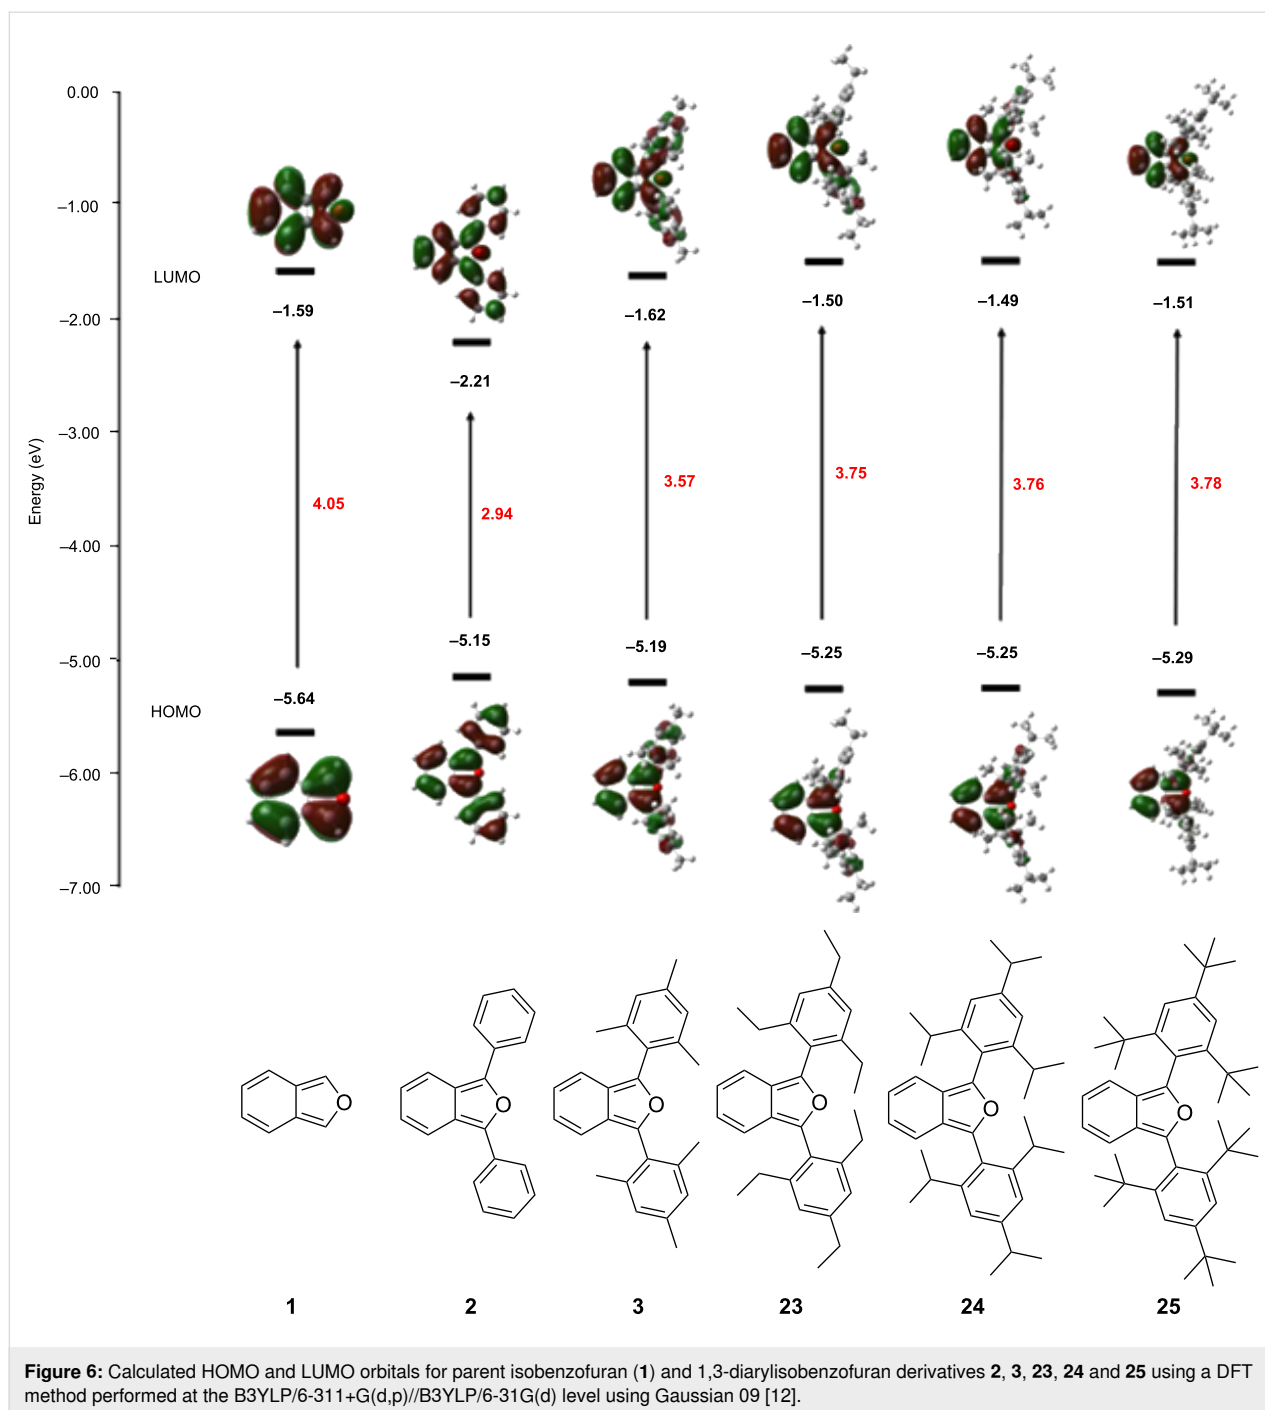 0.00
–1.00
LUMO
–1.59
–1.62
–1.50
–1.49
–1.51
–2.00
–2.21
–3.00
Energy (eV)
4.05
2.94
3.57
3.75
3.76
3.78
–4.00
–5.00
–5.15
–5.19
–5.25
–5.25
–5.29
–5.64
HOMO
–6.00
–7.00
O
O
O
O
O
O
1
2
3
23
24
25
Figure 6: Calculated HOMO and LUMO orbitals for parent isobenzofuran (1) and 1,3-diarylisobenzofuran derivatives 2, 3, 23, 24 and 25 using a DFT
method performed at the B3YLP/6-311+G(d,p)//B3YLP/6-31G(d) level using Gaussian 09 [12].